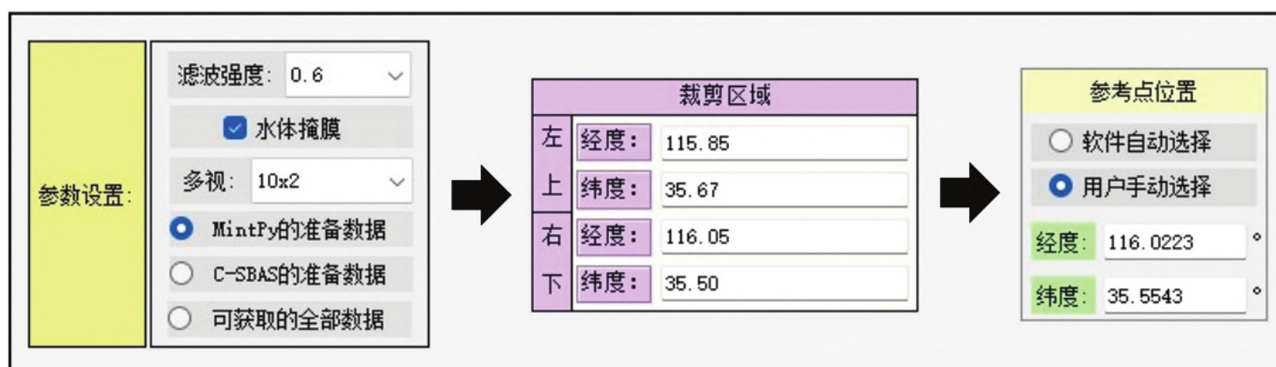 参数设置:
滤波强度: 0.6
水体掩膜
多视: 10x2
MintPy的准备数据
C-SBAS的准备数据
可获取的全部数据
裁剪区域
左上
经度: 115.85
纬度: 35.67
右下
经度: 116.05
纬度: 35.50
参考点位置
软件自动选择
用户手动选择
经度: 116.0223 °
纬度: 35.5543 °